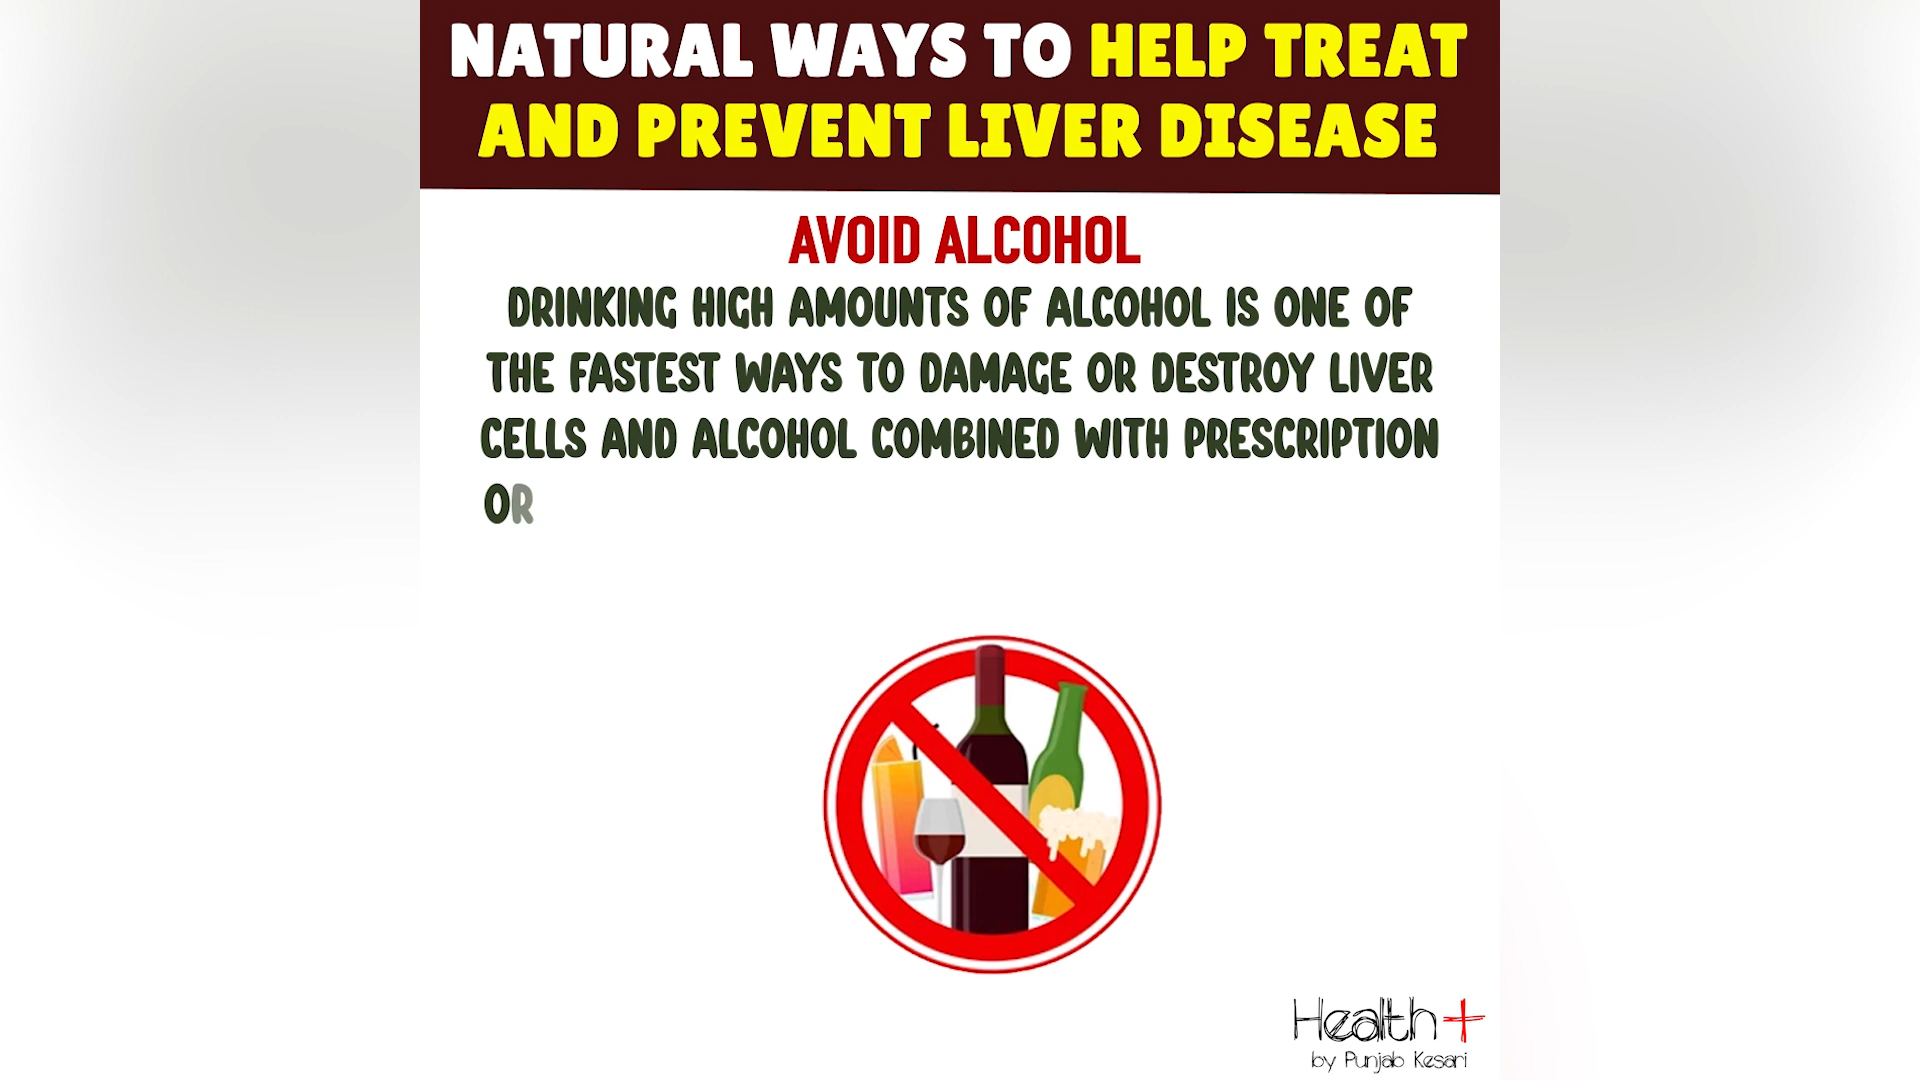 NATURAL WAYS TO HELP TREAT
AND PREVENT LIVER DISEASE
AVOID ALCOHOL
DRINKING HIGH AMOUNTS OF ALCOHOL IS ONE OF
THE FASTEST WAYS TO DAMAGE OR DESTROY LIVER
CELLS AND ALCOHOL COMBINED WITH PRESCRIPTION
OR
Health+
by Punjab Kesari